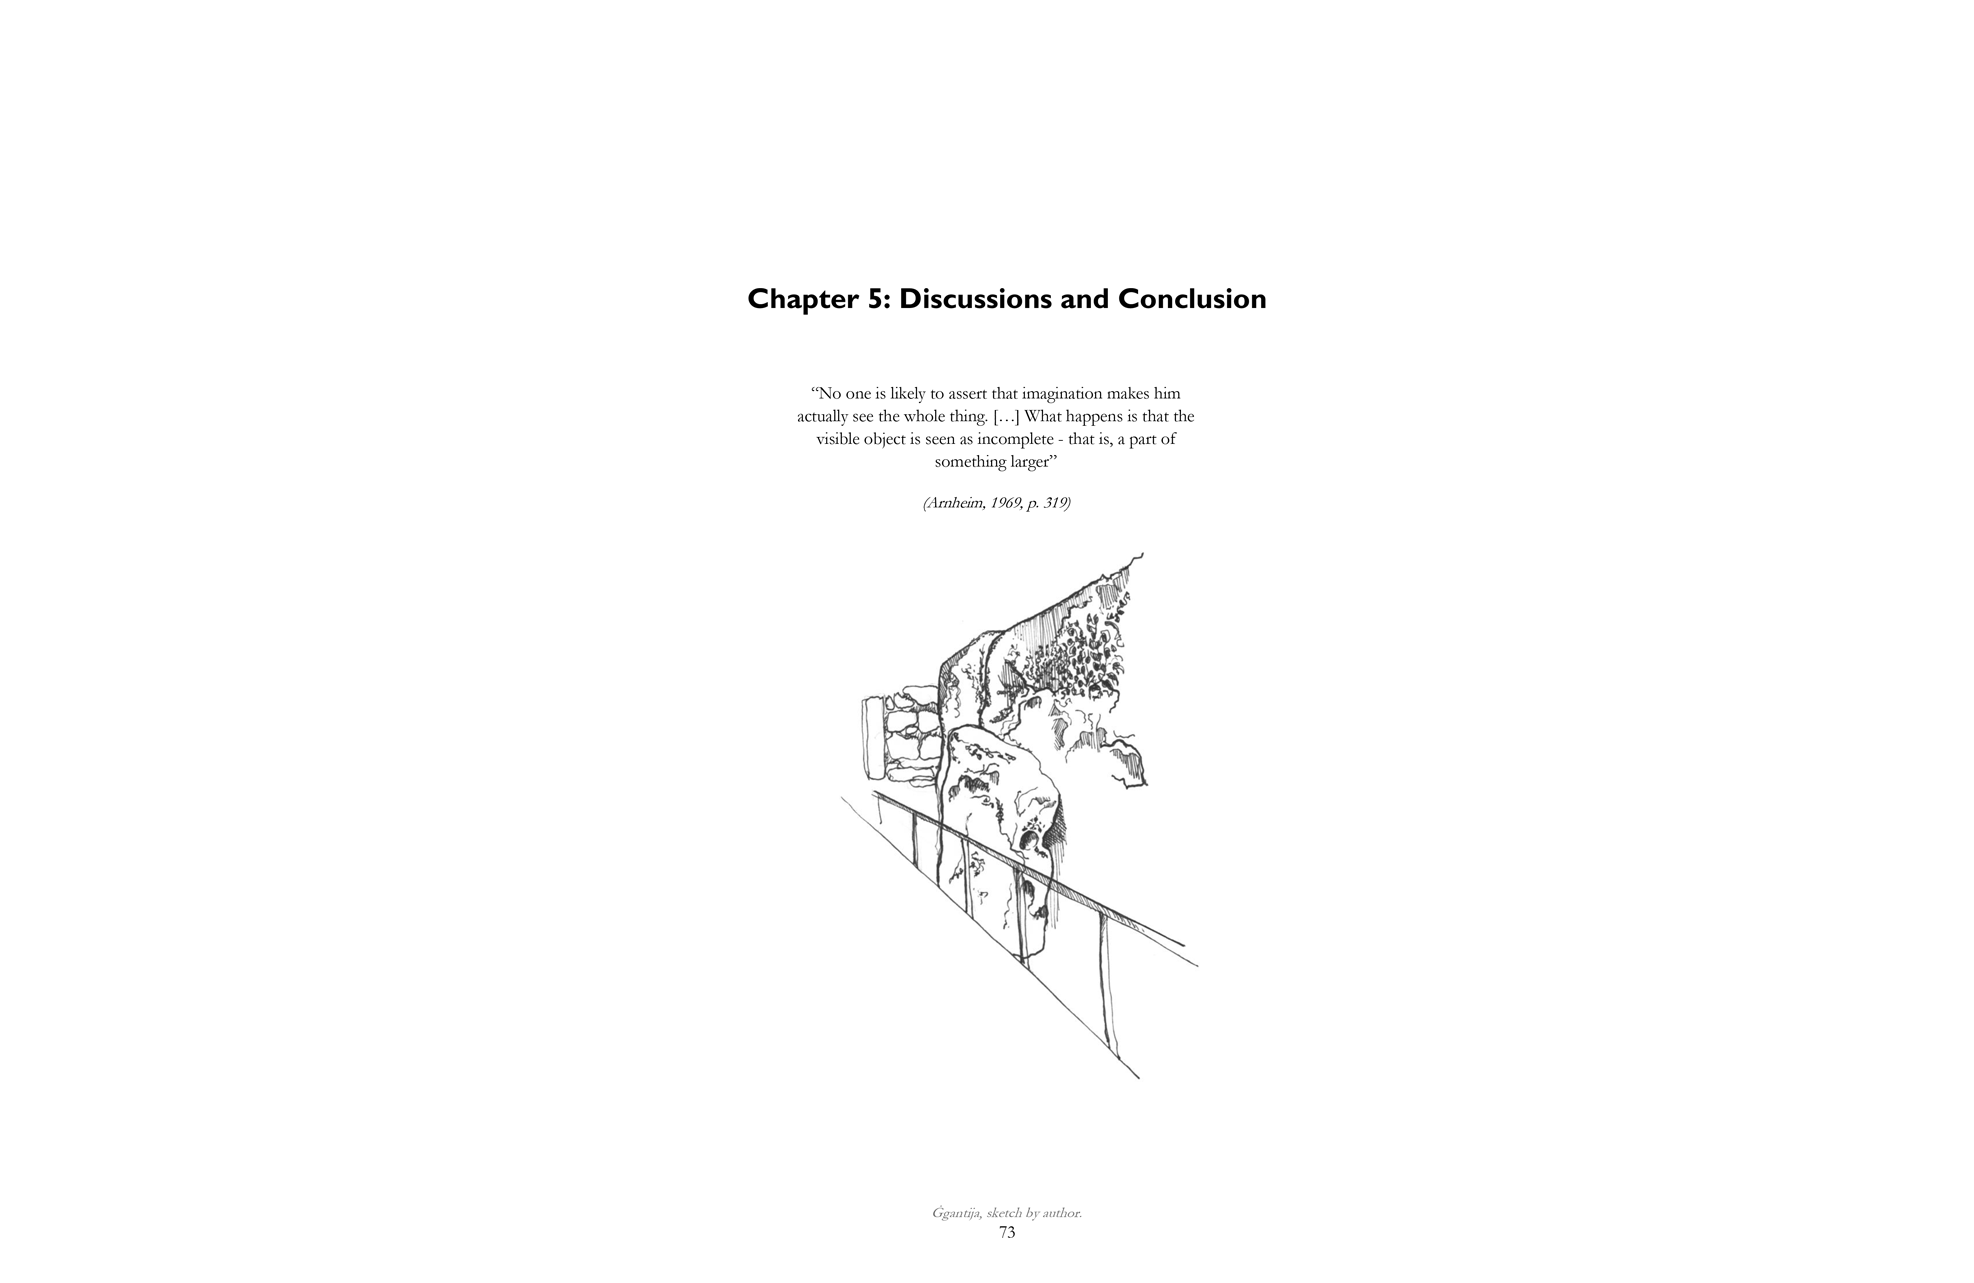 Chapter 5: Discussions and Conclusion
“No one is likely to assert that imagination makes him
actually see the whole thing. […] What happens is that the
visible object is seen as incomplete - that is, a part of
something larger”
(Arnheim, 1969, p. 319)
Ġgantija, sketch by author.
73